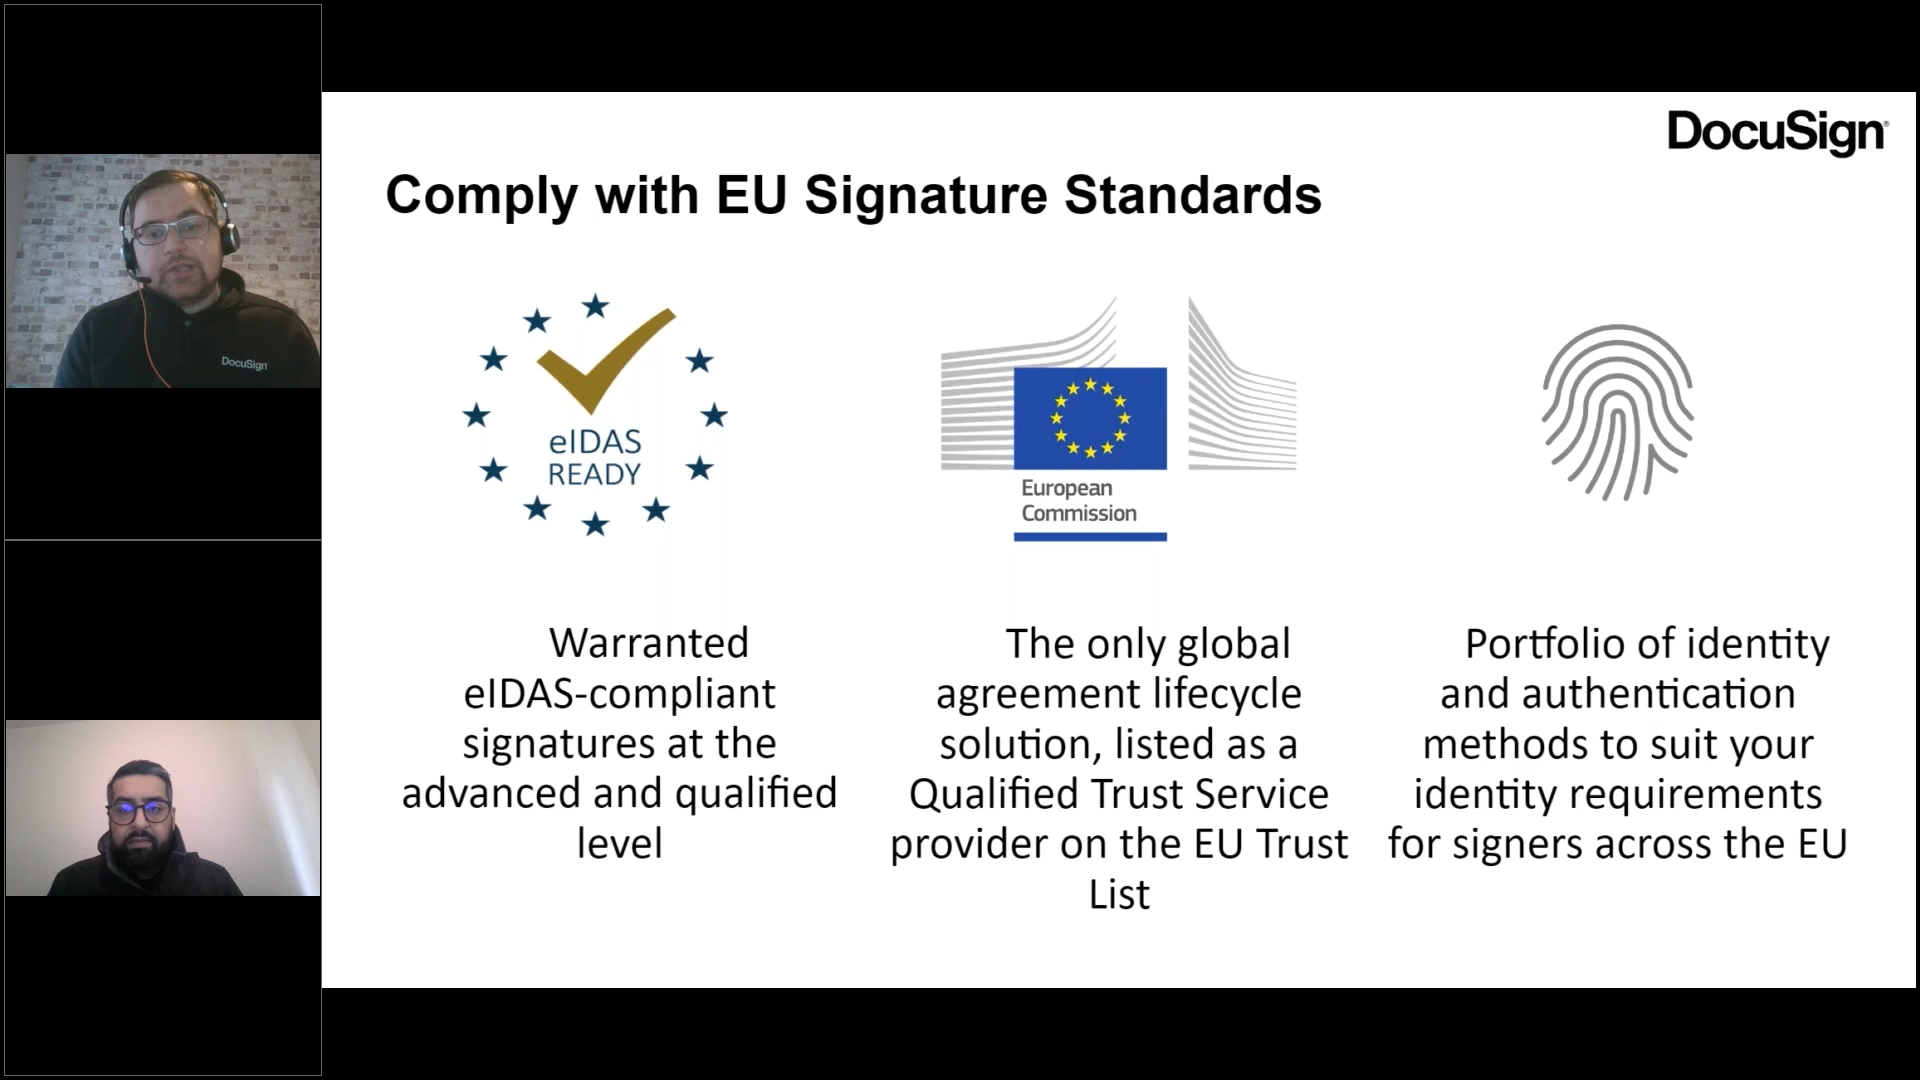 DocuSign
Comply with EU Signature Standards
eIDAS
READY
European
Commission
Warranted
eIDAS-compliant
signatures at the
advanced and qualified
level
The only global
agreement lifecycle
solution, listed as a
Qualified Trust Service
provider on the EU Trust
List
Portfolio of identity
and authentication
methods to suit your
identity requirements
for signers across the EU
DocuSign